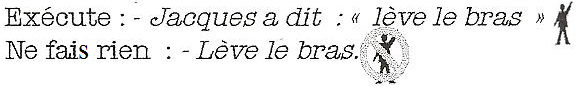 Exécute : - Jacques a dit : « lève le bras »
Ne fais rien : - Lève le bras.